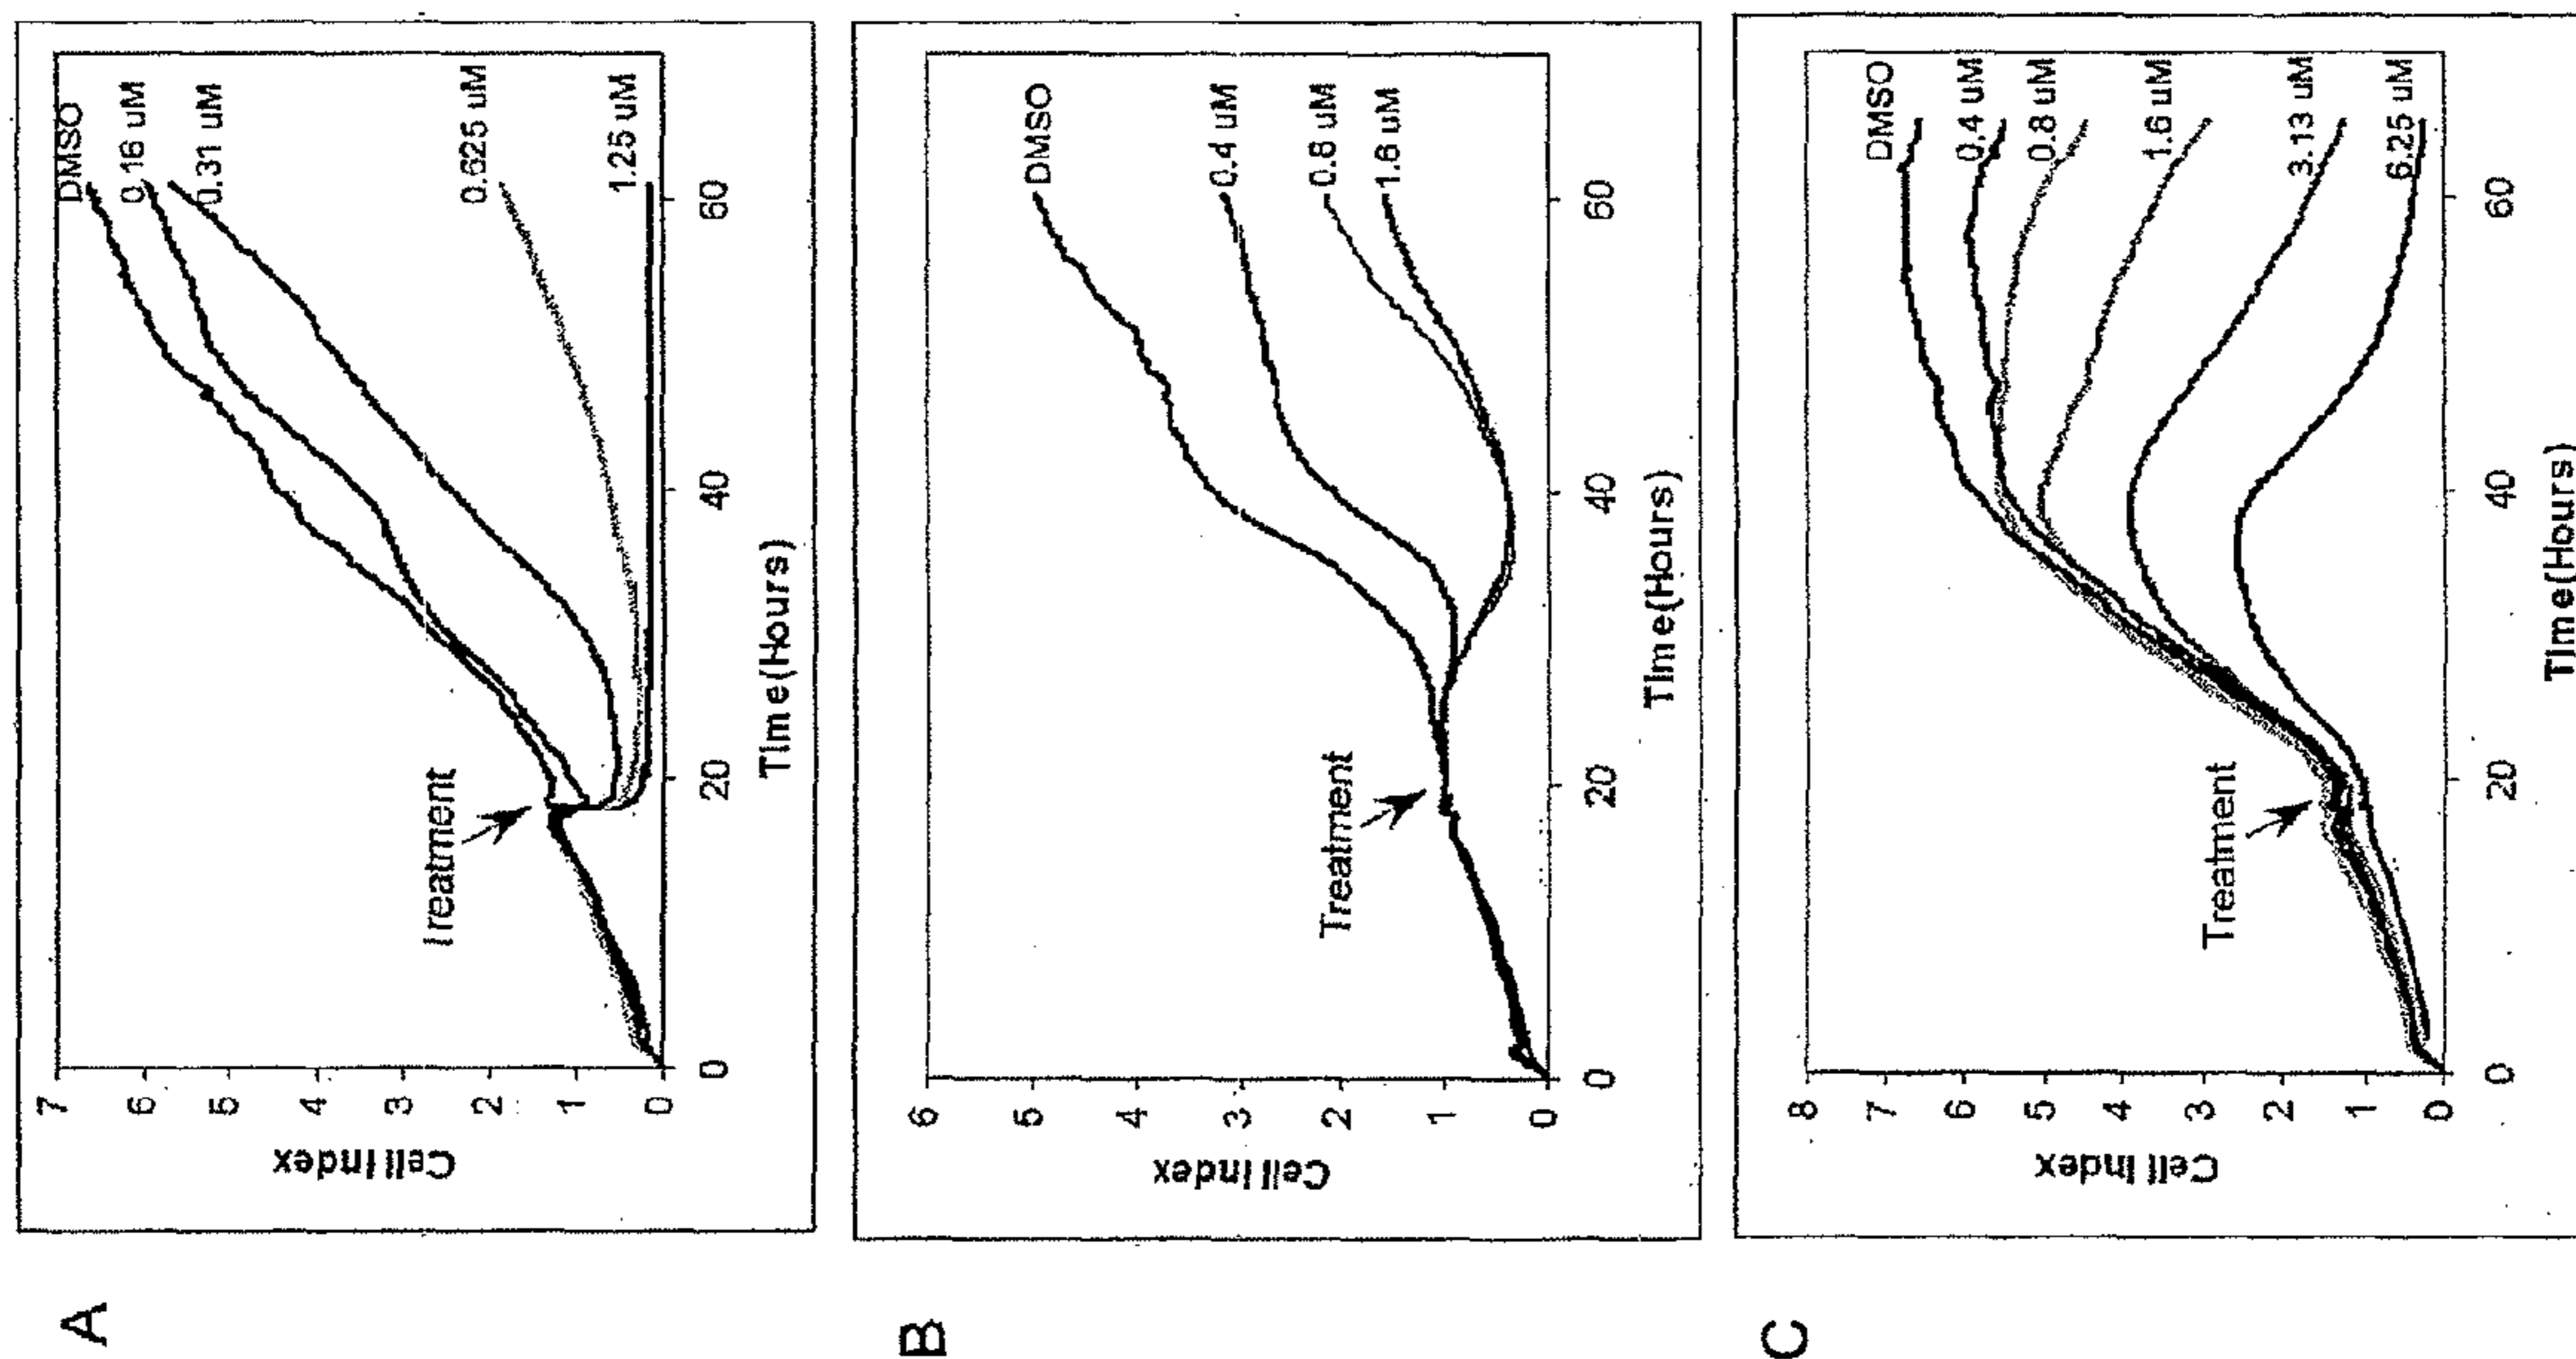 A
Cell Index
7
6
5
4
3
2
1
0
Treatment
DMSO
0.16 uM
0.31 uM
0.625 uM
1.25 uM
0
20
40
60
Time(Hours)
B
Cell Index
6
5
4
3
2
1
0
Treatment
DMSO
0.4 uM
0.8 uM
1.6 uM
0
20
40
60
Time(Hours)
C
Cell Index
8
7
6
5
4
3
2
1
0
Treatment
DMSO
0.4 uM
0.8 uM
1.6 uM
3.13 uM
6.25 uM
0
20
40
60
Time(Hours)